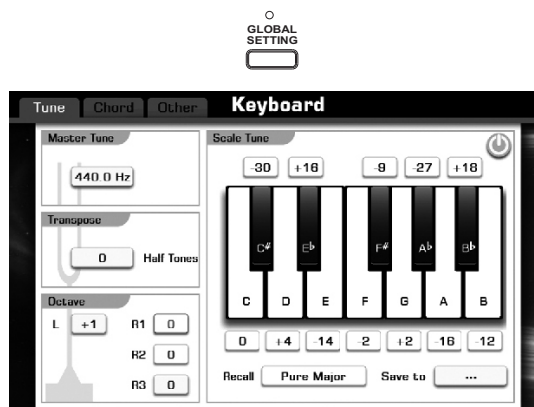 GLOBAL
SETTING
Tune Chord Other Keyboard
Master Tune
440.0 Hz
Transpose
0 Half Tones
Octave
L +1 R1 0
R2 0
R3 0
Scale Tune
-30 +16 -9 -27 +18
C# E♭ F# A♭ B♭
C D E F G A B
0 +4 -14 -2 +2 -16 -12
Recall Pure Major Save to ...